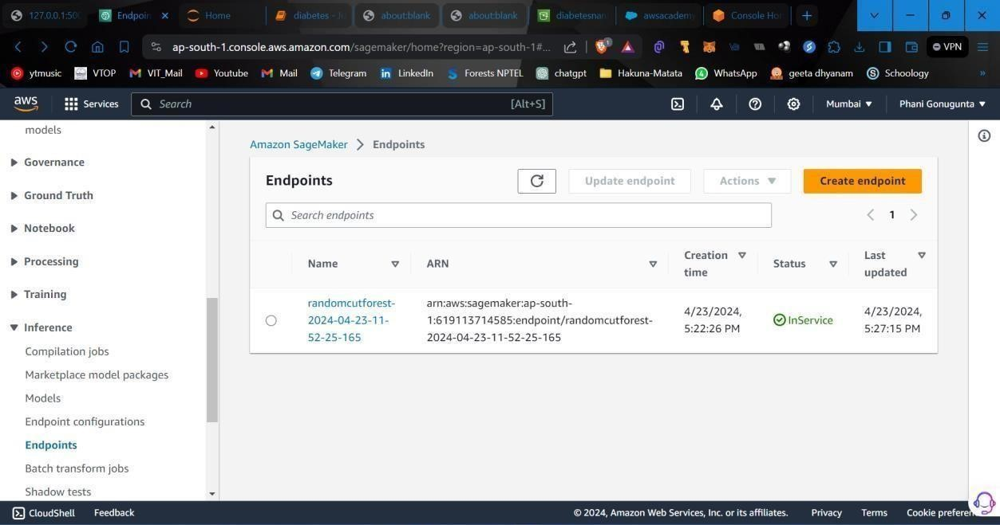 127.0.0.1:500
Endpoin
Home
diabetes - Ju
about:blank
about:blank
diabetesnan
awsacademy
Console Ho
ap-south-1.console.aws.amazon.com/sagemaker/home?region=ap-south-1#...
1
VPN
ytmusic
VTOP
VIT_Mail
Youtube
Mail
Telegram
LinkedIn
Forests NPTEL
chatgpt
Hakuna-Matata
WhatsApp
geeta dhyanam
Schoology
»
aws
Services
Search
[Alt+S]
Mumbai
Phani Gonugunta
models
Governance
Ground Truth
Notebook
Processing
Training
Inference
Compilation jobs
Marketplace model packages
Models
Endpoint configurations
Endpoints
Batch transform jobs
Shadow tests
Amazon SageMaker > Endpoints
Endpoints
Update endpoint
Actions
Create endpoint
Search endpoints
1
Name
ARN
Creation
time
Status
Last
updated
randomcutforest-
2024-04-23-11-
52-25-165
arn:aws:sagemaker:ap-south-
1:619113714585:endpoint/randomcutforest-
2024-04-23-11-52-25-165
4/23/2024,
5:22:26 PM
InService
4/23/2024,
5:27:15 PM
CloudShell
Feedback
© 2024, Amazon Web Services, Inc. or its affiliates.
Privacy
Terms
Cookie preferen